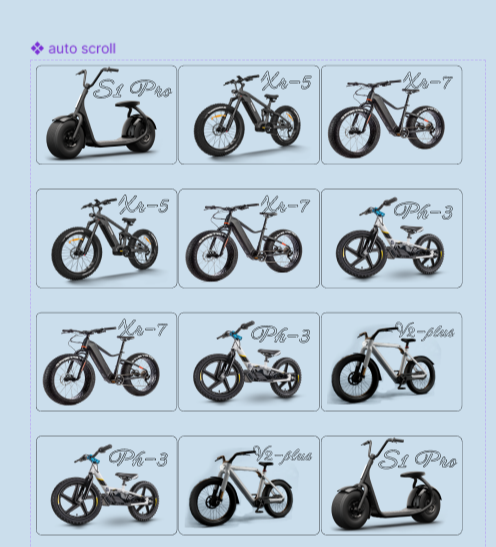 auto scroll
S1 Pro
Xr-5
Xr-7
Xr-5
Xr-7
Ph-3
Xr-7
Ph-3
V2-plus
Ph-3
V2-plus
S1 Pro